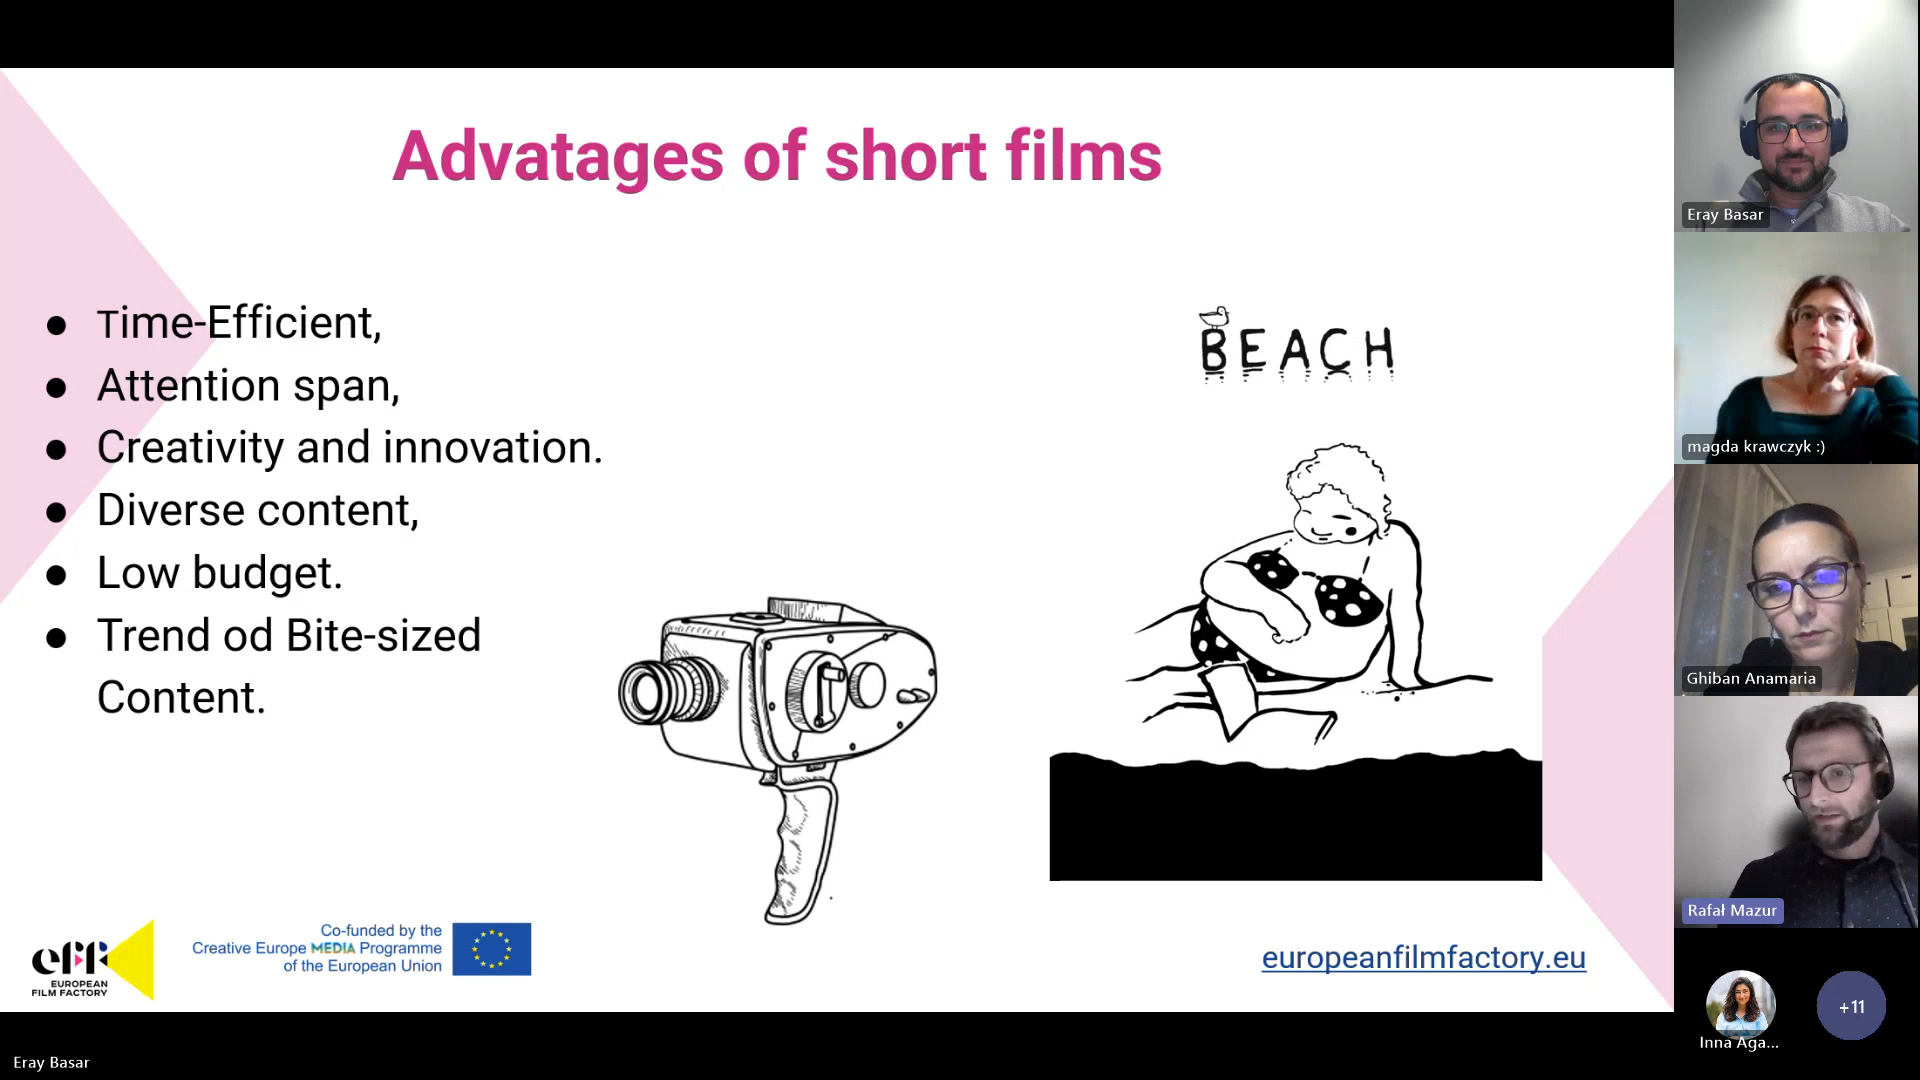 Advatages of short films
● Time-Efficient,
● Attention span,
● Creativity and innovation.
● Diverse content,
● Low budget.
● Trend od Bite-sized
Content.
BEACH
eff
EUROPEAN
FILM FACTORY
Co-funded by the
Creative Europe MEDIA Programme
of the European Union
europeanfilmfactory.eu
Eray Basar
magda krawczyk :)
Ghiban Anamaria
Rafał Mazur
Inna Aga...
+11
Eray Basar